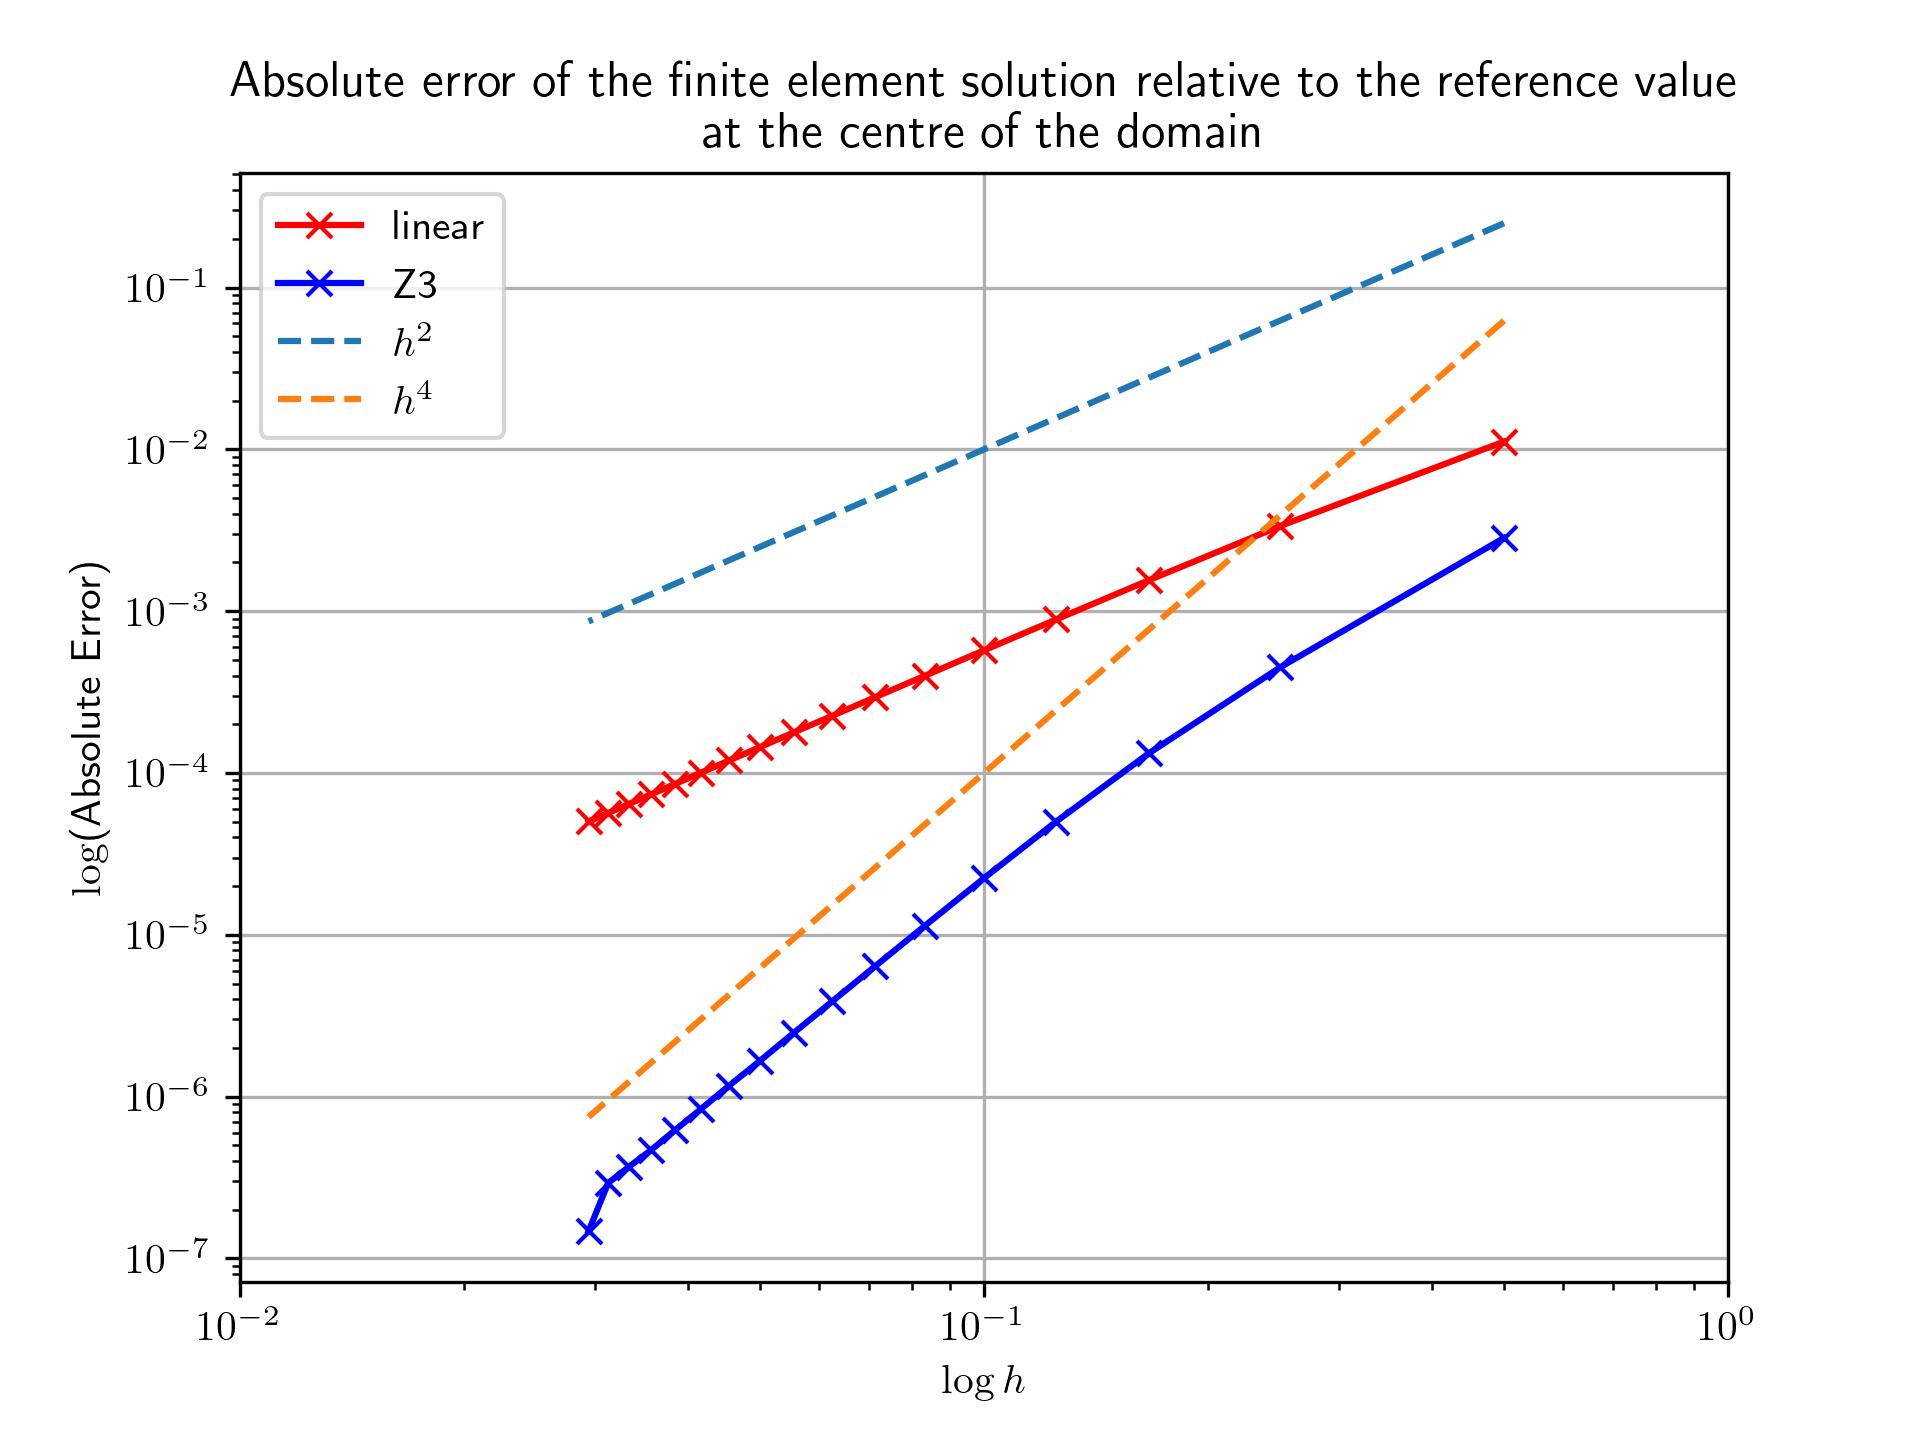 Absolute error of the finite element solution relative to the reference value
at the centre of the domain
linear
Z3
h²
h⁴
log(Absolute Error)
10⁻¹
10⁻²
10⁻³
10⁻⁴
10⁻⁵
10⁻⁶
10⁻⁷
10⁻² 10⁻¹ 10⁰
log h